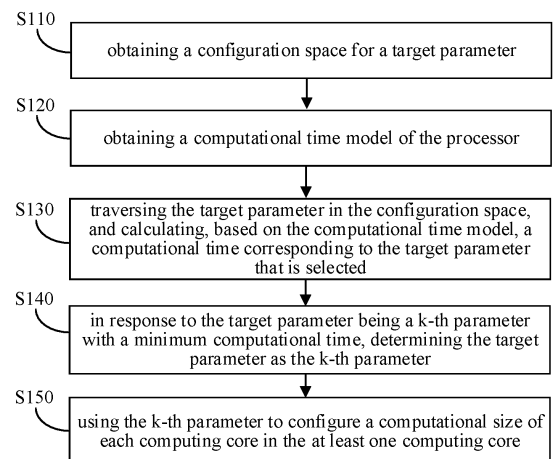 S110
obtaining a configuration space for a target parameter
S120
obtaining a computational time model of the processor
S130
traversing the target parameter in the configuration space,
and calculating, based on the computational time model, a
computational time corresponding to the target parameter
that is selected
S140
in response to the target parameter being a k-th parameter
with a minimum computational time, determining the target
parameter as the k-th parameter
S150
using the k-th parameter to configure a computational size of
each computing core in the at least one computing core